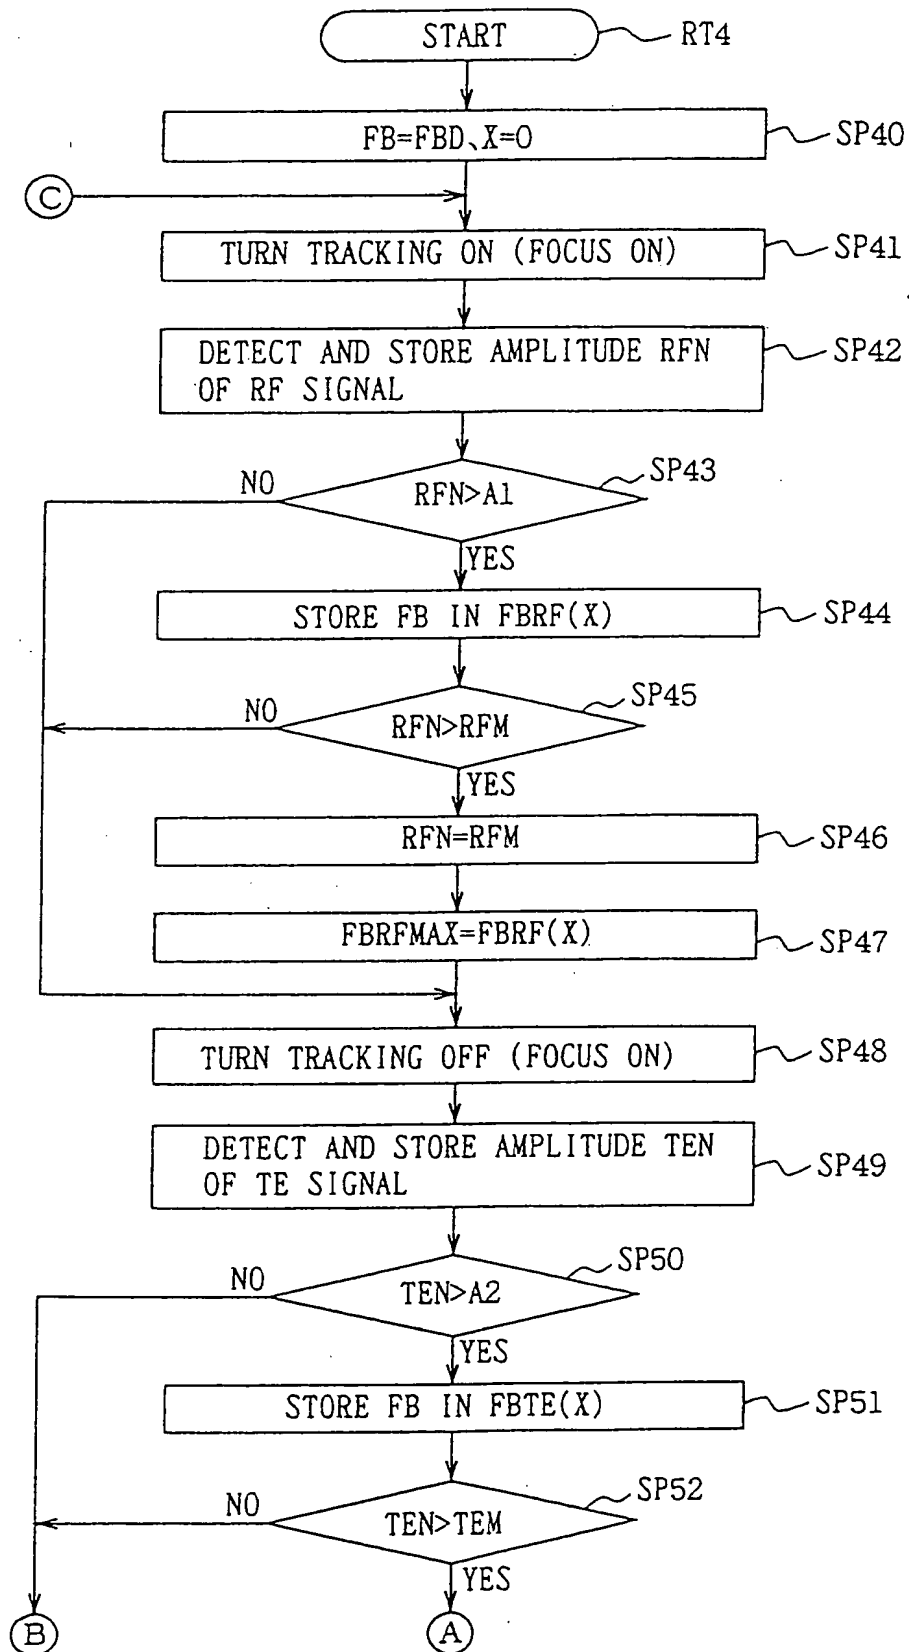 START
RT4
FB=FBD、X=0
SP40
C
TURN TRACKING ON (FOCUS ON)
SP41
DETECT AND STORE AMPLITUDE RFN
OF RF SIGNAL
SP42
RFN>A1
SP43
NO
YES
STORE FB IN FBRF(X)
SP44
RFN>RFM
SP45
NO
YES
RFN=RFM
SP46
FBRFMAX=FBRF(X)
SP47
TURN TRACKING OFF (FOCUS ON)
SP48
DETECT AND STORE AMPLITUDE TEN
OF TE SIGNAL
SP49
TEN>A2
SP50
NO
YES
STORE FB IN FBTE(X)
SP51
TEN>TEM
SP52
NO
YES
B
A